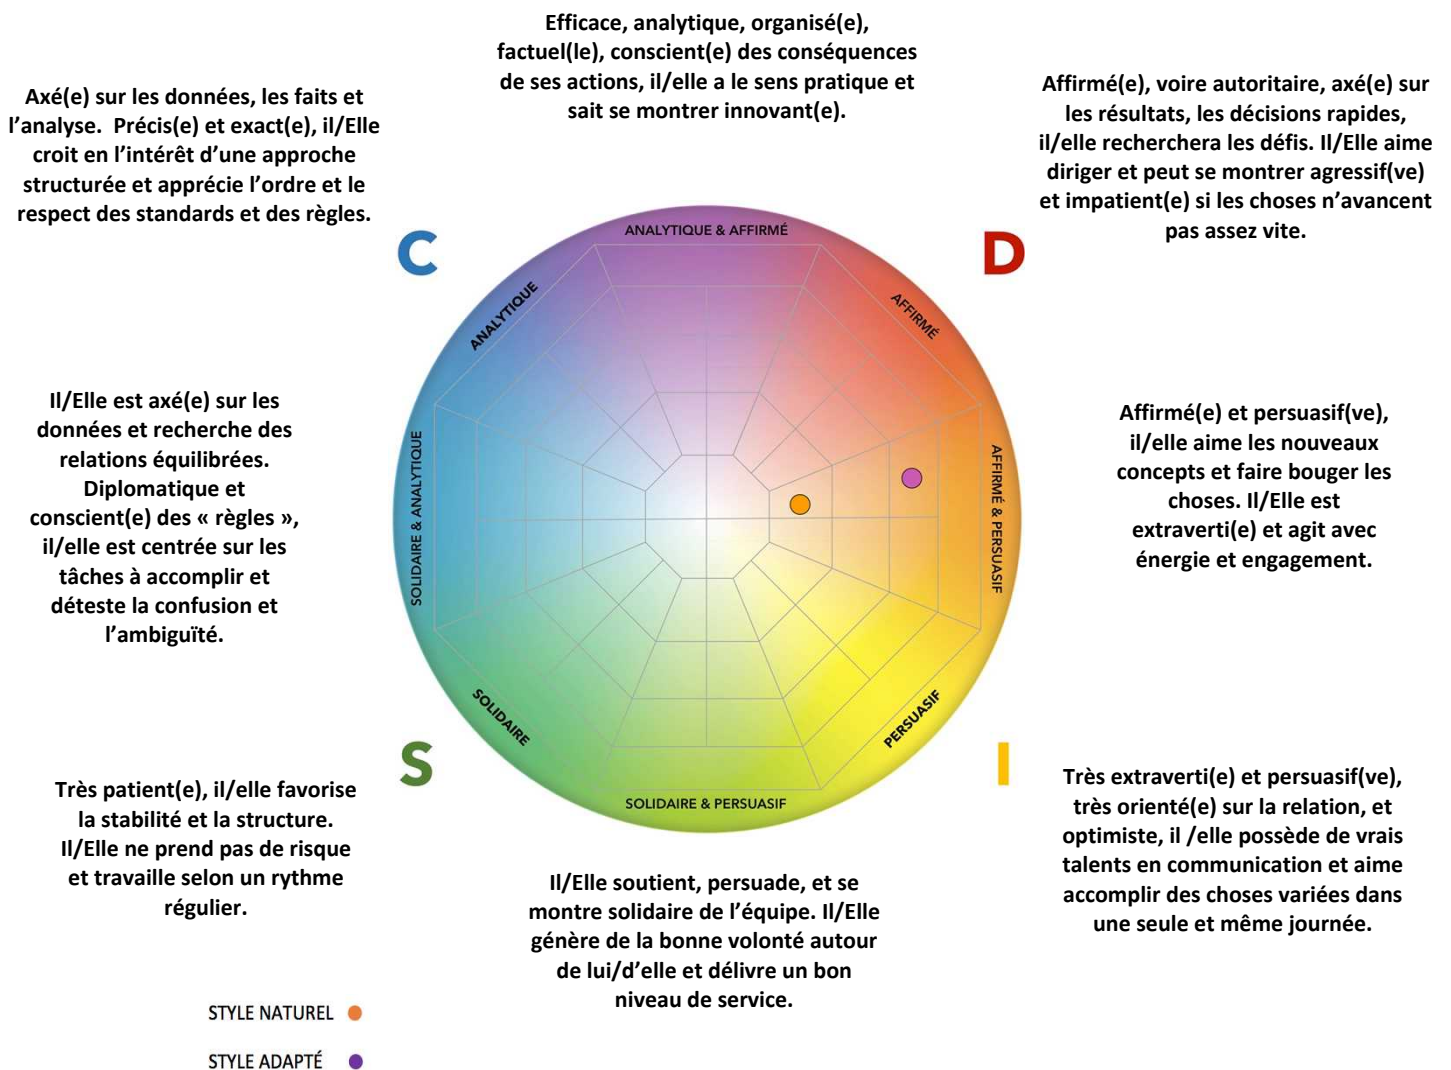 Efficace, analytique, organisé(e),
factuel(le), conscient(e) des conséquences
de ses actions, il/elle a le sens pratique et
sait se montrer innovant(e).
Axé(e) sur les données, les faits et
l’analyse.  Précis(e) et exact(e), il/Elle
croit en l’intérêt d’une approche
structurée et apprécie l’ordre et le
respect des standards et des règles.
Affirmé(e), voire autoritaire, axé(e) sur
les résultats, les décisions rapides,
il/elle recherchera les défis. Il/Elle aime
diriger et peut se montrer agressif(ve)
et impatient(e) si les choses n’avancent
pas assez vite.
C
D
ANALYTIQUE & AFFIRMÉ
ANALYTIQUE
AFFIRMÉ
Il/Elle est axé(e) sur les
données et recherche des
relations équilibrées.
Diplomatique et
conscient(e) des « règles »,
il/elle est centrée sur les
tâches à accomplir et
déteste la confusion et
l’ambiguïté.
SOLIDAIRE & ANALYTIQUE
AFFIRMÉ & PERSUASIF
Affirmé(e) et persuasif(ve),
il/elle aime les nouveaux
concepts et faire bouger les
choses. Il/Elle est
extraverti(e) et agit avec
énergie et engagement.
SOLIDAIRE
PERSUASIF
SOLIDAIRE & PERSUASIF
S
I
Très patient(e), il/elle favorise
la stabilité et la structure.
Il/Elle ne prend pas de risque
et travaille selon un rythme
régulier.
Il/Elle soutient, persuade, et se
montre solidaire de l’équipe. Il/Elle
génère de la bonne volonté autour
de lui/d’elle et délivre un bon
niveau de service.
Très extraverti(e) et persuasif(ve),
très orienté(e) sur la relation, et
optimiste, il /elle possède de vrais
talents en communication et aime
accomplir des choses variées dans
une seule et même journée.
STYLE NATUREL
STYLE ADAPTÉ